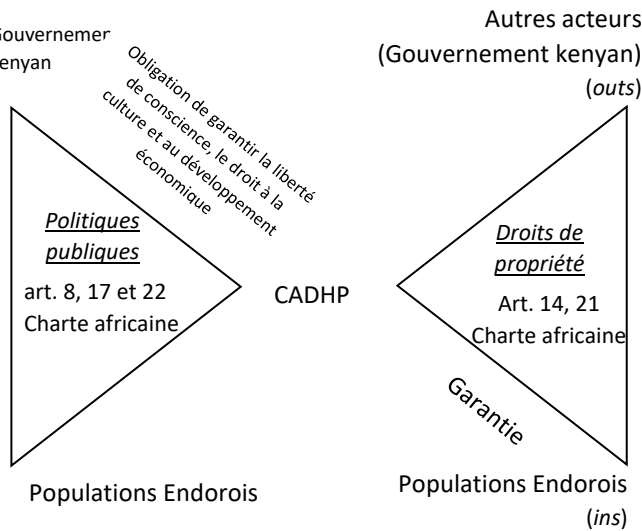 Gouvernemer
kenyan
Obligation de garantir la liberté
de conscience, le droit à la
culture et au développement
économique
Politiques
publiques
art. 8, 17 et 22
Charte africaine
Populations Endorois
CADHP
Autres acteurs
(Gouvernement kenyan)
(outs)
Droits de
propriété
Art. 14, 21
Charte africaine
Garantie
Populations Endorois
(ins)